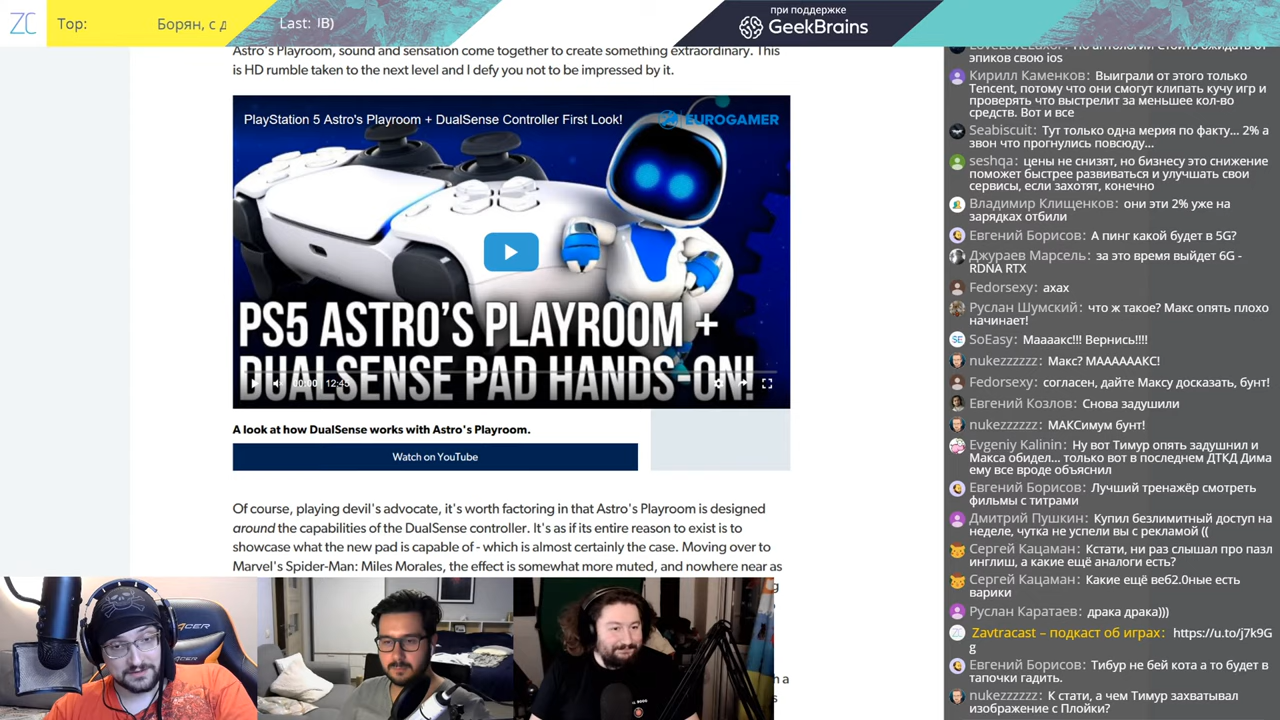 ZC
Top:
Борян, с д
Last:
IB)
при поддержке
GeekBrains
Astro's Playroom, sound and sensation come together to create something extraordinary. This
is HD rumble taken to the next level and I defy you not to be impressed by it.
PlayStation 5 Astro's Playroom + DualSense Controller First Look!
EUROGAMER
PS5 ASTRO'S PLAYROOM +
DUALSENSE PAD HANDS-ON!
00:00 12:45
A look at how DualSense works with Astro's Playroom.
Watch on YouTube
Of course, playing devil's advocate, it's worth factoring in that Astro's Playroom is designed
around the capabilities of the DualSense controller. It's as if its entire reason to exist is to
showcase what the new pad is capable of - which is almost certainly the case. Moving over to
Marvel's Spider-Man: Miles Morales, the effect is somewhat more muted, and nowhere near as
ACER
эпиков свою ios
Кирилл Каменков: Выиграли от этого только
Tencent, потому что они смогут клипать кучу игр и
проверять что выстрелит за меньшее кол-во
средств. Вот и все
Seabiscuit: Тут только одна мерия по факту... 2% а
звон что прогнулись повсюду...
seshqa: цены не снизят, но бизнесу это снижение
поможет быстрее развиваться и улучшать свои
сервисы, если захотят, конечно
Владимир Клищенков: они эти 2% уже на
зарядках отбили
Евгений Борисов: А пинг какой будет в 5G?
Джураев Марсель: за это время выйдет 6G -
RDNA RTX
Fedorsexy: ахах
Руслан Шумский: что ж такое? Макс опять плохо
начинает!
SE
SoEasy: Маааакс!!! Вернись!!!!
nukezzzzzz: Макс? МАААААAКС!
Fedorsexy: согласен, дайте Максу досказать, бунт!
Евгений Козлов: Снова задушили
nukezzzzzz: МАКСимум бунт!
Evgeniy Kalinin: Ну вот Тимур опять задушнил и
Макса обидел... только вот в последнем ДТКД Дима
ему все вроде объяснил
Евгений Борисов: Лучший тренажёр смотреть
фильмы с титрами
Дмитрий Пушкин: Купил безлимитный доступ на
неделе, чутка не успели вы с рекламой ((
Сергей Кацаман: Кстати, ни раз слышал про пазл
инглиш, а какие ещё аналоги есть?
Сергей Кацаман: Какие ещё веб2.0ные есть
варики
Руслан Каратаев: драка драка)))
Zavtracast – подкаст об играх: https://u.to/j7k9G
g
Евгений Борисов: Тибур не бей кота а то будет в
тапочки гадить.
nukezzzzzz: К стати, а чем Тимур захватывал
изображение с Плойки?